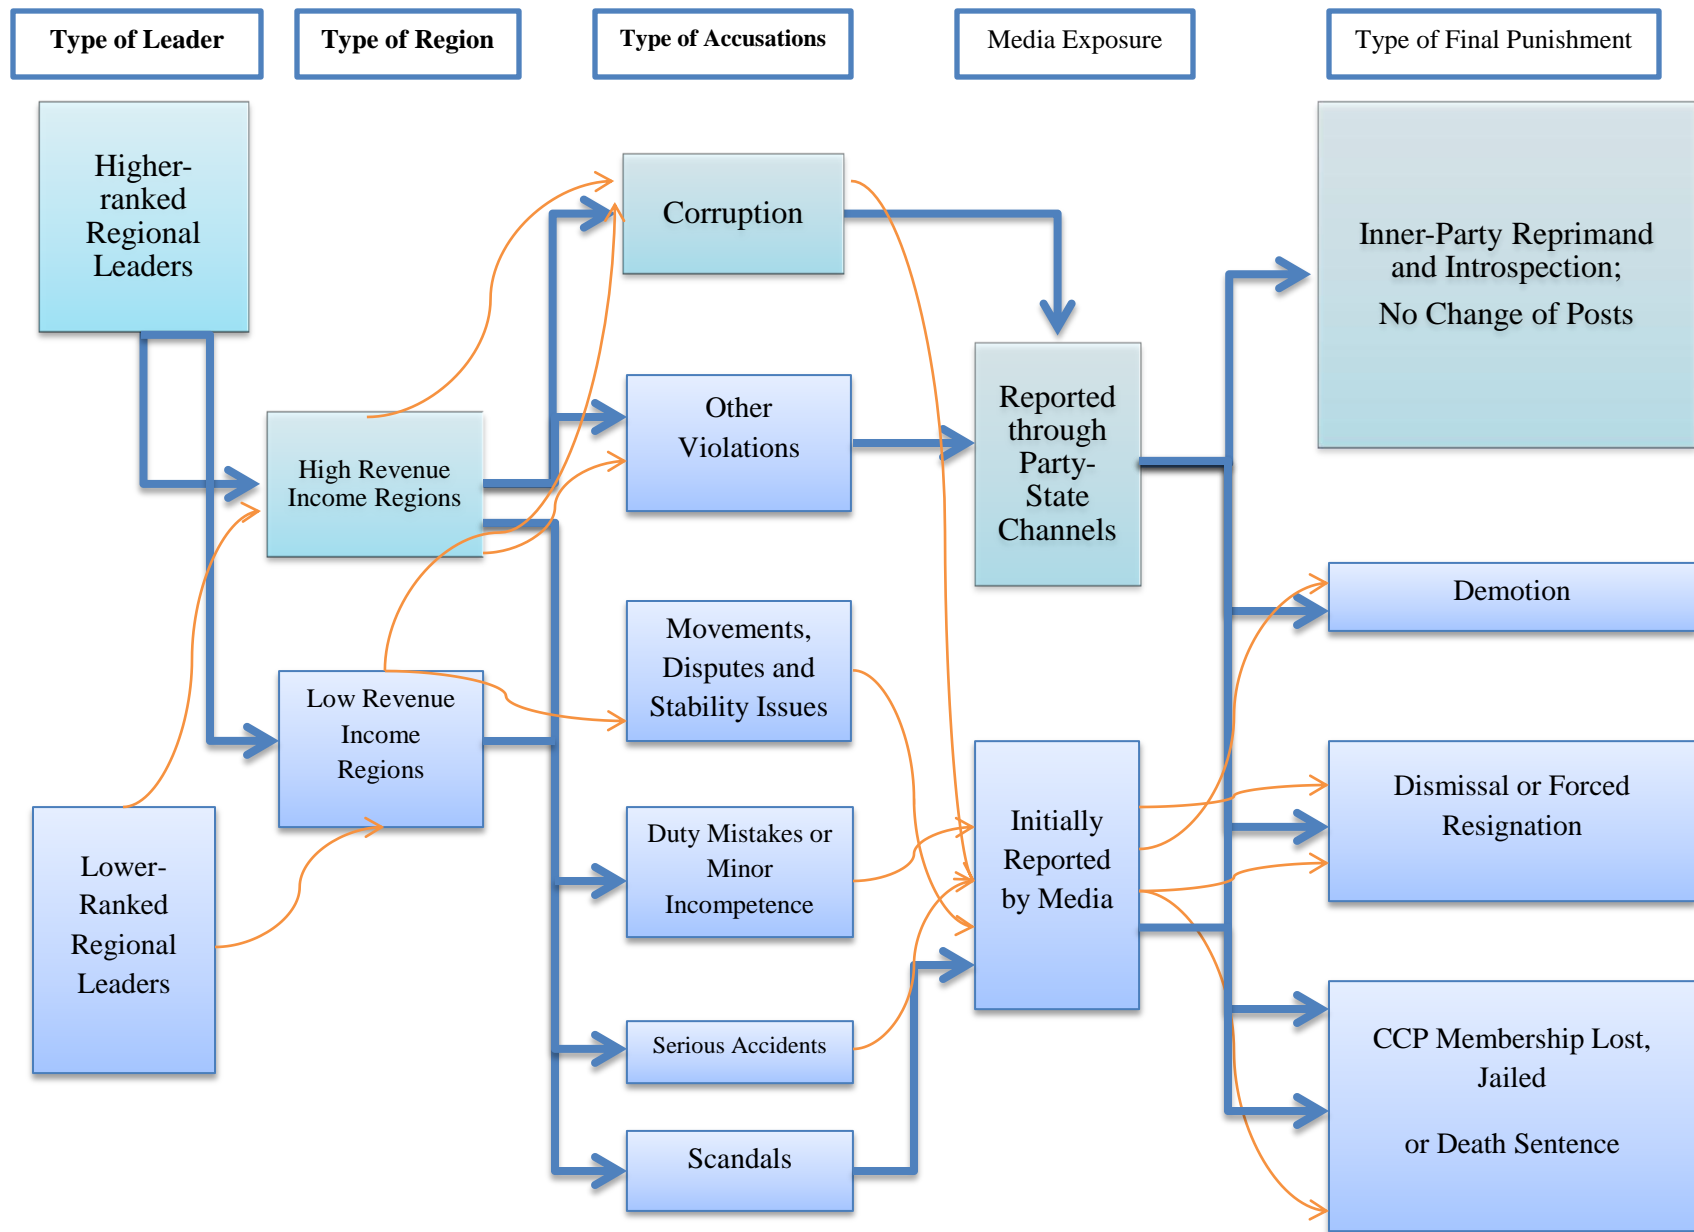 Type of Leader
Type of Region
Type of Accusations
Media Exposure
Type of Final Punishment
Higher-
ranked
Regional
Leaders
Corruption
Inner-Party Reprimand
and Introspection;
No Change of Posts
High Revenue
Income Regions
Other
Violations
Reported
through
Party-
State
Channels
Demotion
Low Revenue
Income
Regions
Movements,
Disputes and
Stability Issues
Lower-
Ranked
Regional
Leaders
Duty Mistakes or
Minor
Incompetence
Initially
Reported
by Media
Dismissal or Forced
Resignation
Serious Accidents
CCP Membership Lost,
Jailed
or Death Sentence
Scandals